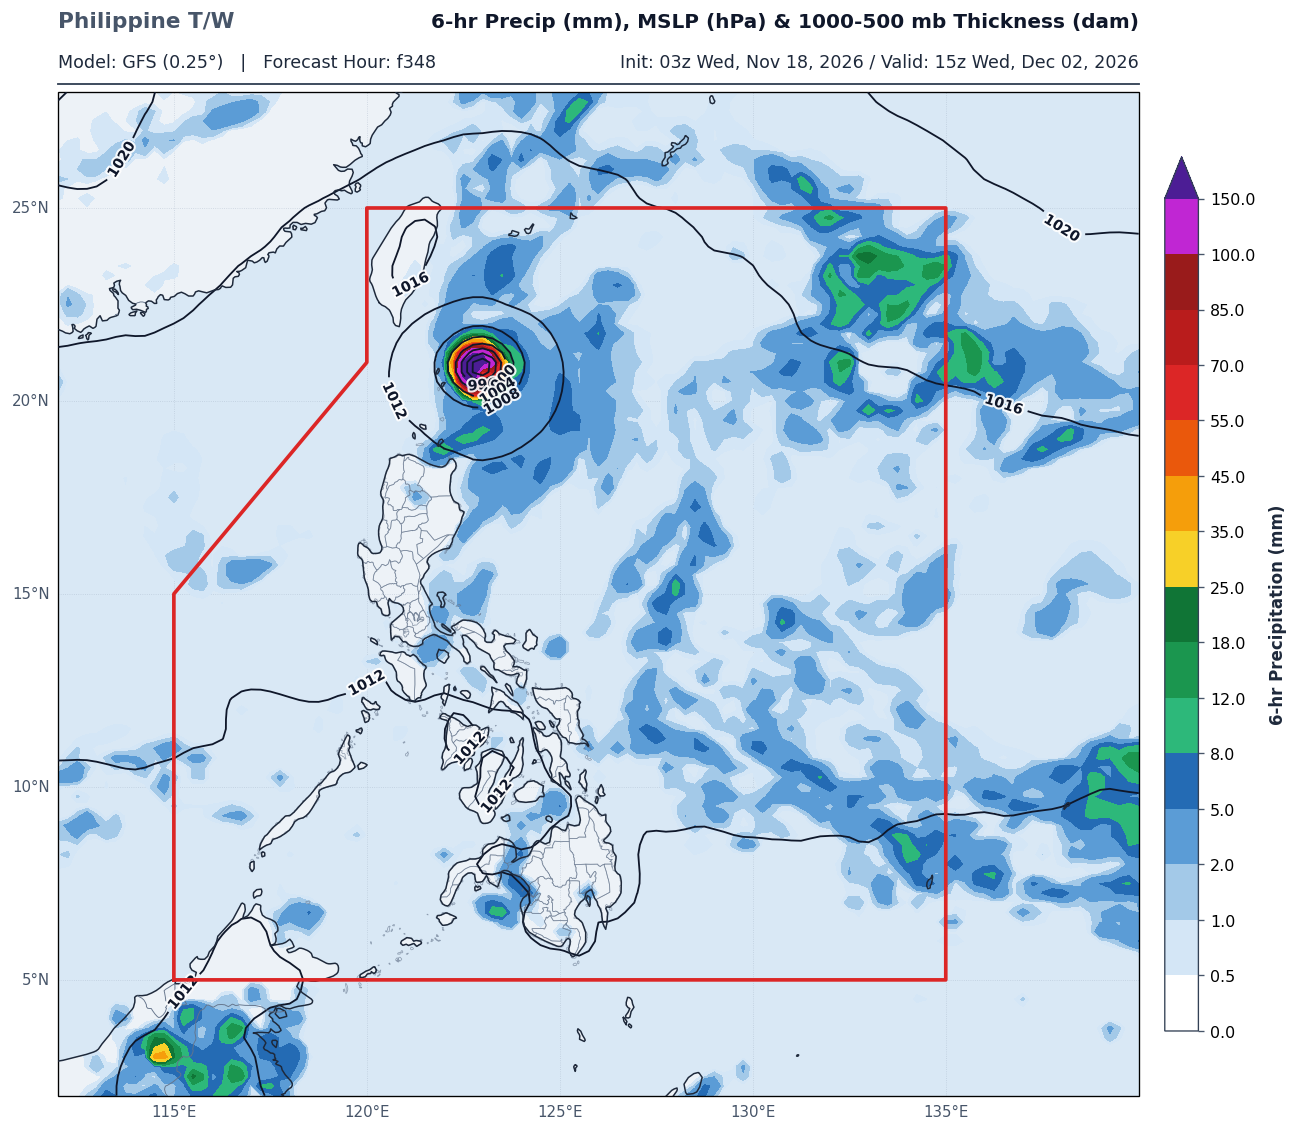 Philippine T/W
6-hr Precip (mm), MSLP (hPa) & 1000-500 mb Thickness (dam)
Model: GFS (0.25°) | Forecast Hour: f348
Init: 03z Wed, Nov 18, 2026 / Valid: 15z Wed, Dec 02, 2026
1020
1020
1016
1016
1012
1004
1008
1012
1012
1012
1012
25°N
20°N
15°N
10°N
5°N
115°E
120°E
125°E
130°E
135°E
150.0
100.0
85.0
70.0
55.0
45.0
35.0
25.0
18.0
12.0
8.0
5.0
2.0
1.0
0.5
0.0
6-hr Precipitation (mm)